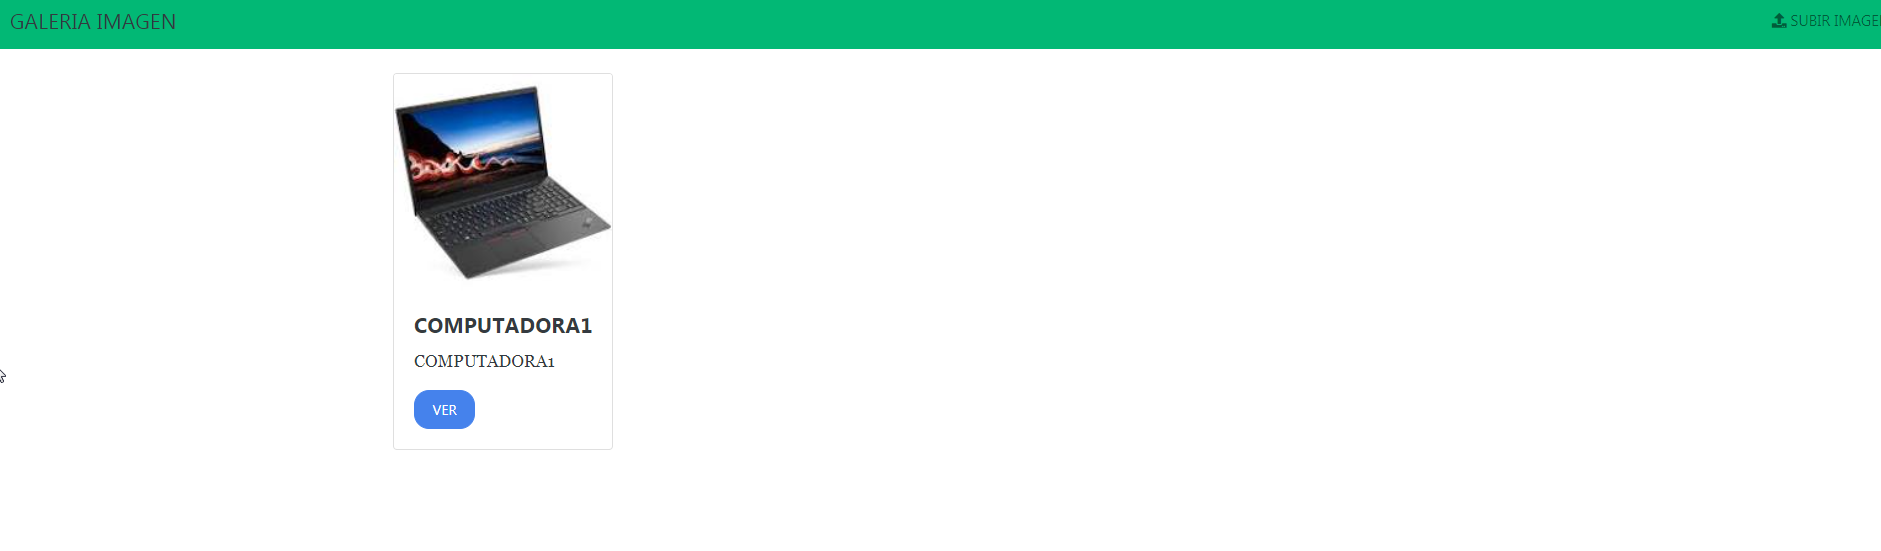 GALERIA IMAGEN
SUBIR IMAGE
COMPUTADORA1
COMPUTADORA1
VER